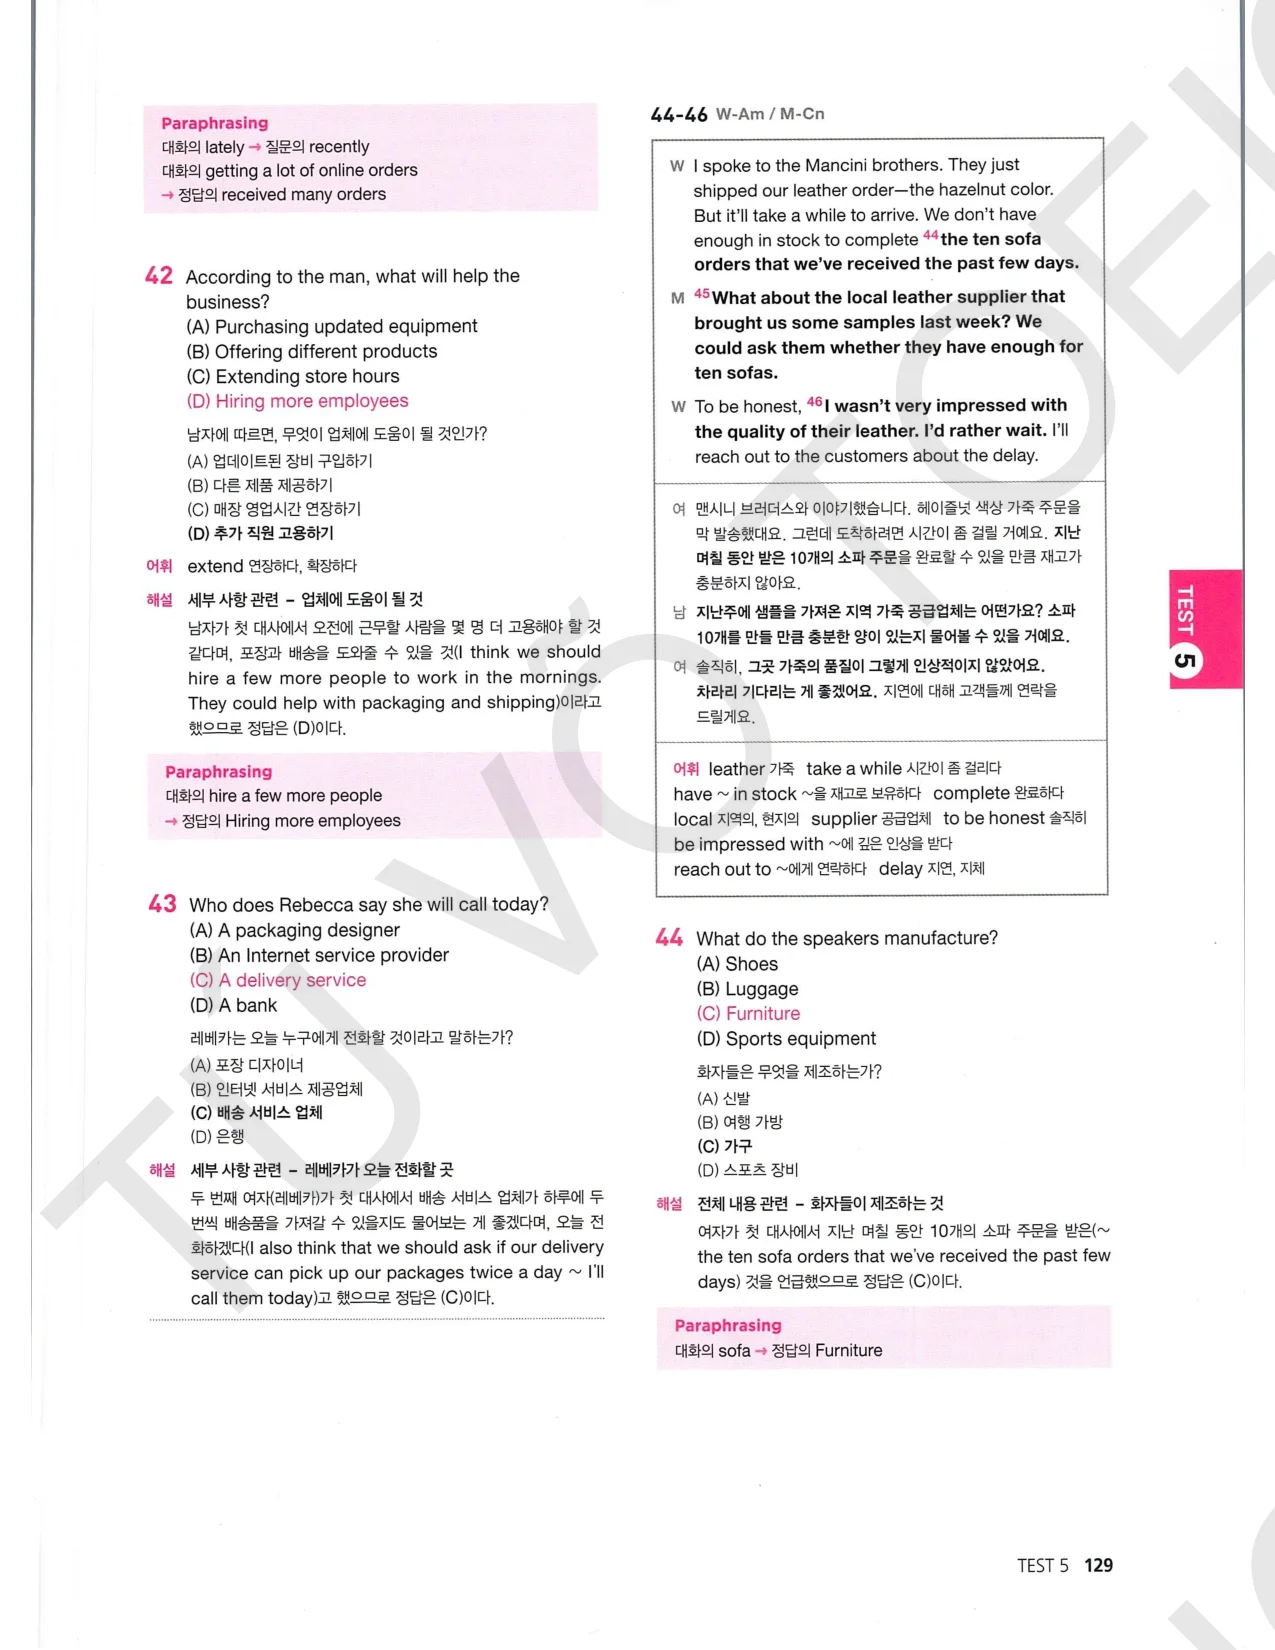 Paraphrasing
대화의 lately → 질문의 recently
대화의 getting a lot of online orders
→ 정답의 received many orders
42 According to the man, what will help the
business?
(A) Purchasing updated equipment
(B) Offering different products
(C) Extending store hours
(D) Hiring more employees
남자에 따르면, 무엇이 업체에 도움이 될 것인가?
(A) 업데이트된 장비 구입하기
(B) 다른 제품 제공하기
(C) 매장 영업시간 연장하기
(D) 추가 직원 고용하기
어휘 extend 연장하다, 확장하다
해설 세부 사항 관련 – 업체에 도움이 될 것
남자가 첫 대사에서 오전에 근무할 사람을 몇 명 더 고용해야 할 것
같다며, 포장과 배송을 도와줄 수 있을 것(I think we should
hire a few more people to work in the mornings.
They could help with packaging and shipping)이라고
했으므로 정답은 (D)이다.
Paraphrasing
대화의 hire a few more people
→ 정답의 Hiring more employees
43 Who does Rebecca say she will call today?
(A) A packaging designer
(B) An Internet service provider
(C) A delivery service
(D) A bank
레베카는 오늘 누구에게 전화할 것이라고 말하는가?
(A) 포장 디자이너
(B) 인터넷 서비스 제공업체
(C) 배송 서비스 업체
(D) 은행
해설 세부 사항 관련 – 레베카가 오늘 전화할 곳
두 번째 여자(레베카)가 첫 대사에서 배송 서비스 업체가 하루에 두
번씩 배송품을 가져갈 수 있을지도 물어보는 게 좋겠다며, 오늘 전
화하겠다(I also think that we should ask if our delivery
service can pick up our packages twice a day ~ I'll
call them today)고 했으므로 정답은 (C)이다.
44-46 W-Am / M-Cn
W I spoke to the Mancini brothers. They just
shipped our leather order—the hazelnut color.
But it'll take a while to arrive. We don't have
enough in stock to complete 44the ten sofa
orders that we've received the past few days.
M 45What about the local leather supplier that
brought us some samples last week? We
could ask them whether they have enough for
ten sofas.
W To be honest, 46I wasn't very impressed with
the quality of their leather. I'd rather wait. I'll
reach out to the customers about the delay.
여 맨시니 브러더스와 이야기했습니다. 헤이즐넛 색상 가죽 주문을
막 발송했대요. 그런데 도착하려면 시간이 좀 걸릴 거예요. 지난
며칠 동안 받은 10개의 소파 주문을 완료할 수 있을 만큼 재고가
충분하지 않아요.
남 지난주에 샘플을 가져온 지역 가죽 공급업체는 어떤가요? 소파
10개를 만들 만큼 충분한 양이 있는지 물어볼 수 있을 거예요.
여 솔직히, 그곳 가죽의 품질이 그렇게 인상적이지 않았어요.
차라리 기다리는 게 좋겠어요. 지연에 대해 고객들께 연락을
드릴게요.
어휘 leather 가죽 take a while 시간이 좀 걸리다
have ~ in stock ~을 재고로 보유하다 complete 완료하다
local 지역의, 현지의 supplier 공급업체 to be honest 솔직히
be impressed with ~에 깊은 인상을 받다
reach out to ~에게 연락하다 delay 지연, 지체
44 What do the speakers manufacture?
(A) Shoes
(B) Luggage
(C) Furniture
(D) Sports equipment
화자들은 무엇을 제조하는가?
(A) 신발
(B) 여행 가방
(C) 가구
(D) 스포츠 장비
해설 전체 내용 관련 – 화자들이 제조하는 것
여자가 첫 대사에서 지난 며칠 동안 10개의 소파 주문을 받은(~
the ten sofa orders that we've received the past few
days) 것을 언급했으므로 정답은 (C)이다.
Paraphrasing
대화의 sofa → 정답의 Furniture
TEST 5
TEST 5 129
TÚ VÕ TOEIC